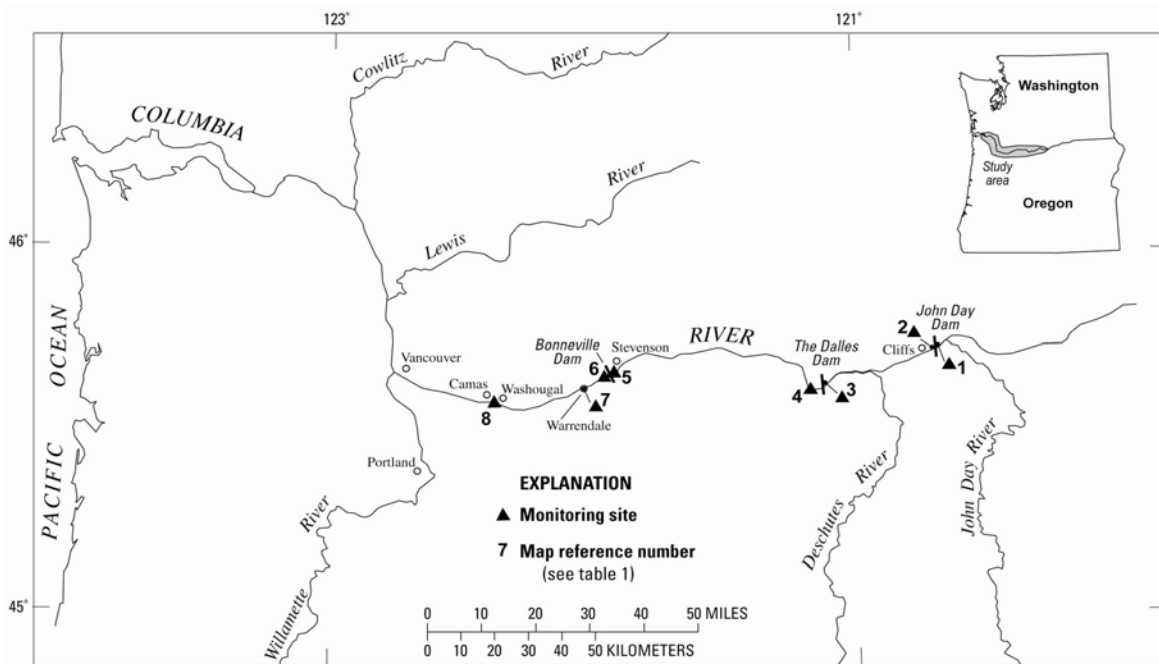 123°
121°
Cowlitz
River
COLUMBIA
Washington
Study
area
Oregon
River
Lewis
46°
PACIFIC
OCEAN
RIVER
John Day
Dam
2
Cliffs
1
The Dalles
Dam
4
3
Bonneville
Dam
Stevenson
6
5
Vancouver
Camas
Washougal
8
7
Warrendale
Portland
River
Willamette
Deschutes
River
John Day River
EXPLANATION
Monitoring site
7 Map reference number
(see table 1)
0 10 20 30 40 50 MILES
0 10 20 30 40 50 KILOMETERS
45°